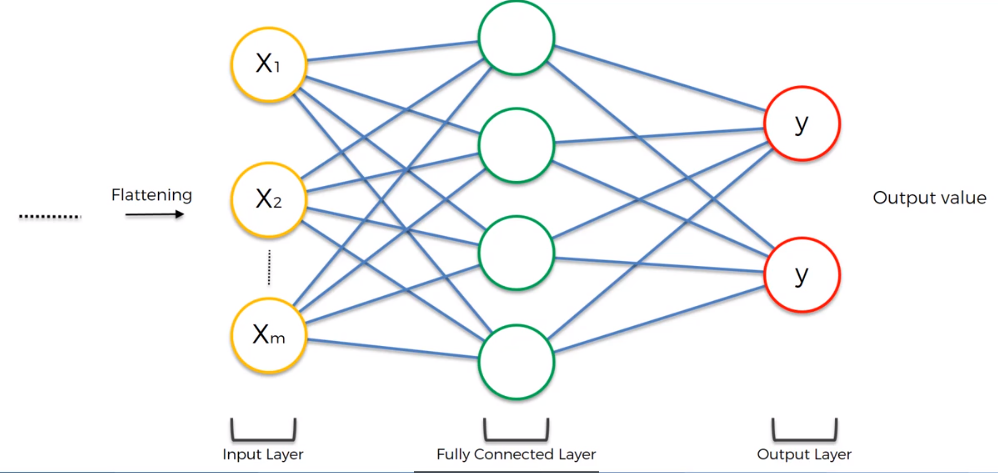 X1
y
Flattening
X2
Output value
y
Xm
Input Layer
Fully Connected Layer
Output Layer